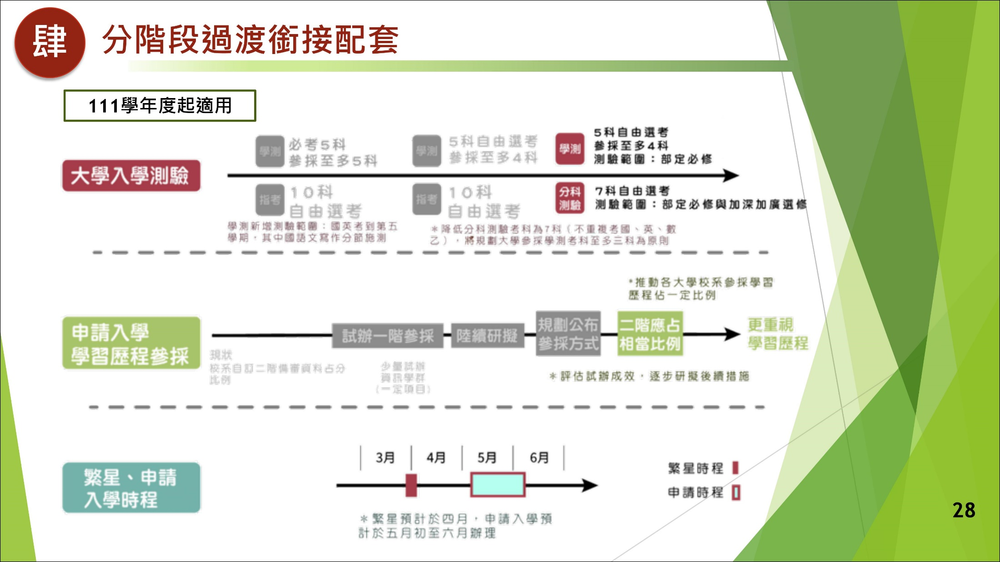 肆
分階段過渡銜接配套
111學年度起適用
大學入學測驗
學測
必考5科
參採至多5科
學測
5科自由選考
參採至多4科
學測
5科自由選考
參採至多4科
測驗範圍：部定必修
指考
10科
自由選考
指考
10科
自由選考
分科
測驗
7科自由選考
測驗範圍：部定必修與加深加廣選修
學測新增測驗範圍：國英考到第五
學期，其中國語文寫作分節施測
＊降低分科測驗考科為7科（不重複考國、英、數
乙），將規劃大學參採學測考科至多三科為原則
申請入學
學習歷程參採
*推動各大學校系參採學習
歷程佔一定比例
試辦一階參採
陸續研擬
規劃公布
參採方式
二階應占
相當比例
更重視
學習歷程
現狀
校系自訂二階備審資料占分
比例
少量試辦
資訊學群
(一定項目)
＊評估試辦成效，逐步研擬後續措施
繁星、申請
入學時程
3月
4月
5月
6月
繁星時程
申請時程
＊繁星預計於四月，申請入學預
計於五月初至六月辦理
28